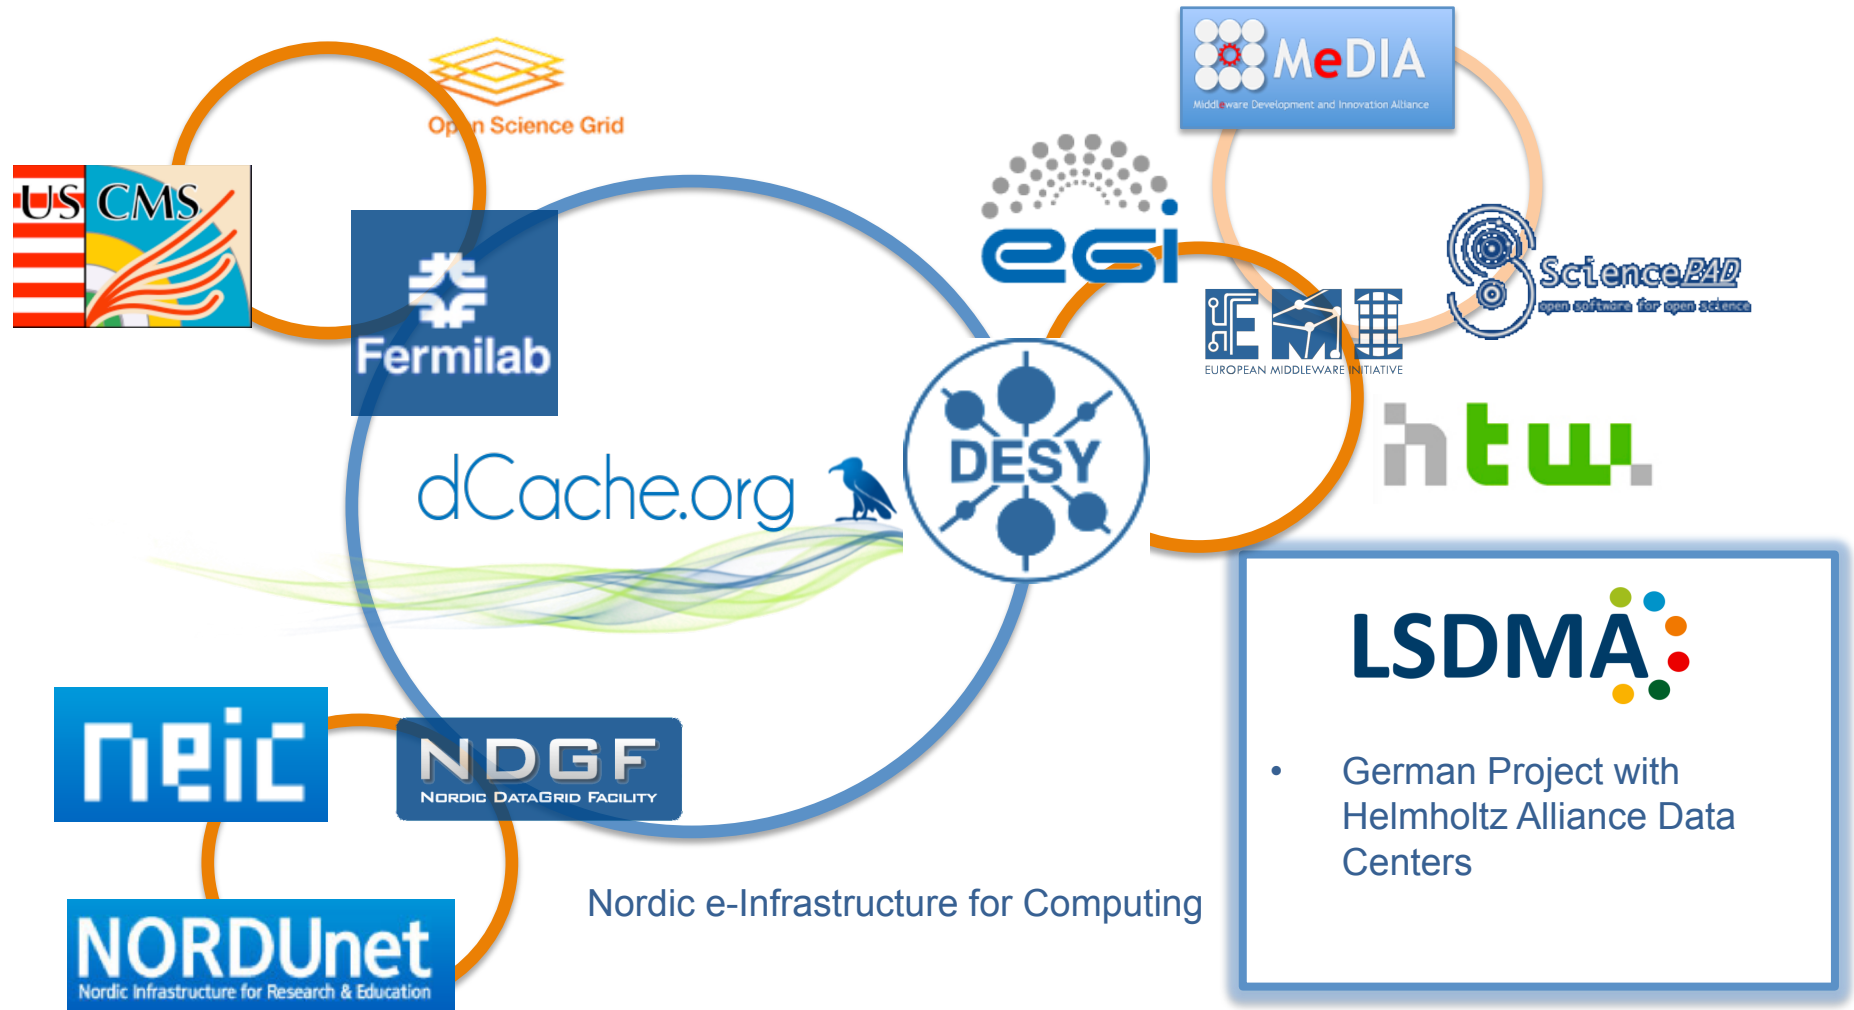 Open Science Grid
MeDIA
Middleware Development and Innovation Alliance
US CMS
egi
Fermilab
SciencePAD
open software for open science
EMI
EUROPEAN MIDDLEWARE INITIATIVE
dCache.org
DESY
htw.
LSDMA
neic
NDGF
NORDIC DATAGRID FACILITY
• German Project with
Helmholtz Alliance Data
Centers
Nordic e-Infrastructure for Computing
NORDUnet
Nordic Infrastructure for Research & Education